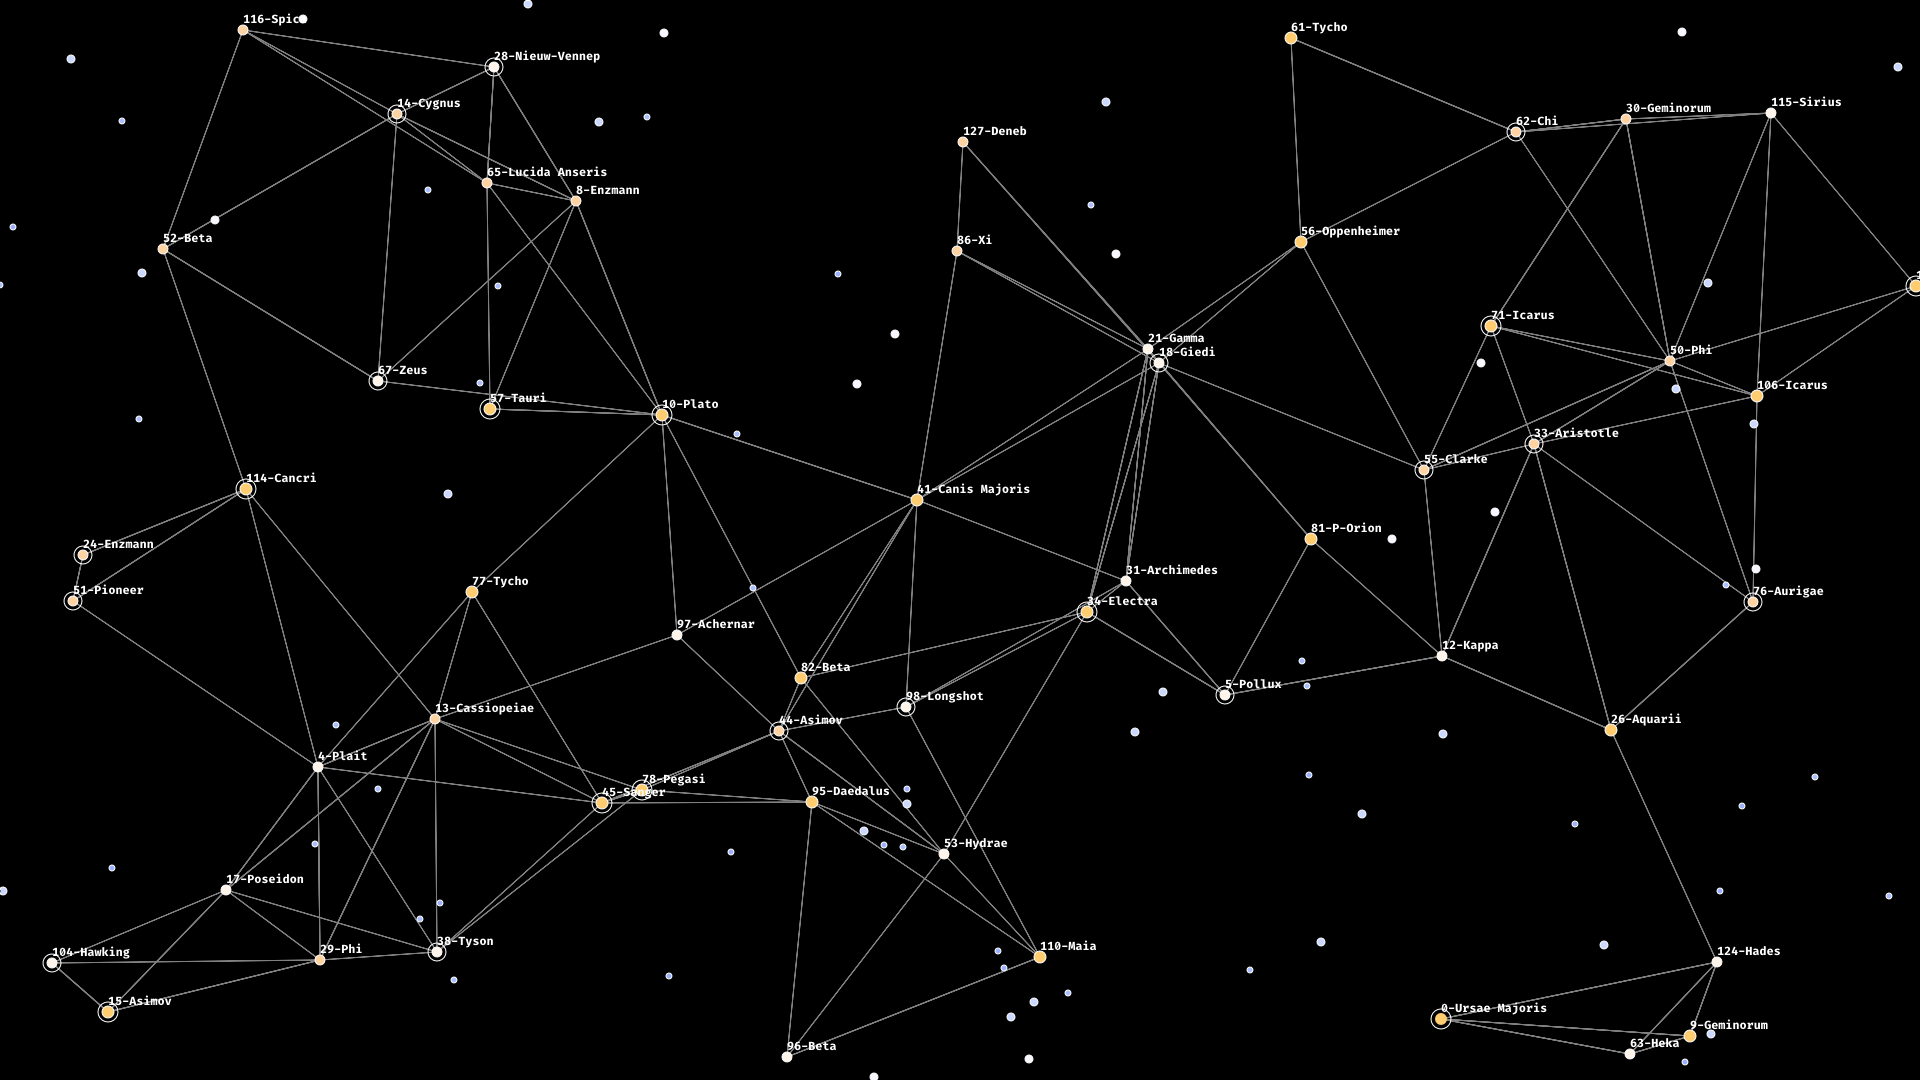 116-Spica
61-Tycho
28-Nieuw-Vennep
14-Cygnus
115-Sirius
30-Geminorum
62-Chi
127-Deneb
65-Lucida Anseris
8-Enzmann
56-Oppenheimer
52-Beta
86-Xi
71-Icarus
21-Gamma
18-Giedi
50-Phi
67-Zeus
106-Icarus
57-Tauri
10-Plato
33-Aristotle
55-Clarke
114-Cancri
41-Canis Majoris
81-P-Orion
24-Enzmann
31-Archimedes
77-Tycho
51-Pioneer
76-Aurigae
34-Electra
97-Achernar
12-Kappa
82-Beta
5-Pollux
98-Longshot
13-Cassiopeiae
44-Asimov
26-Aquarii
4-Plait
78-Pegasi
45-Sanger
95-Daedalus
53-Hydrae
17-Poseidon
38-Tyson
110-Maia
29-Phi
104-Hawking
124-Hades
15-Asimov
0-Ursae Majoris
9-Geminorum
63-Heka
96-Beta